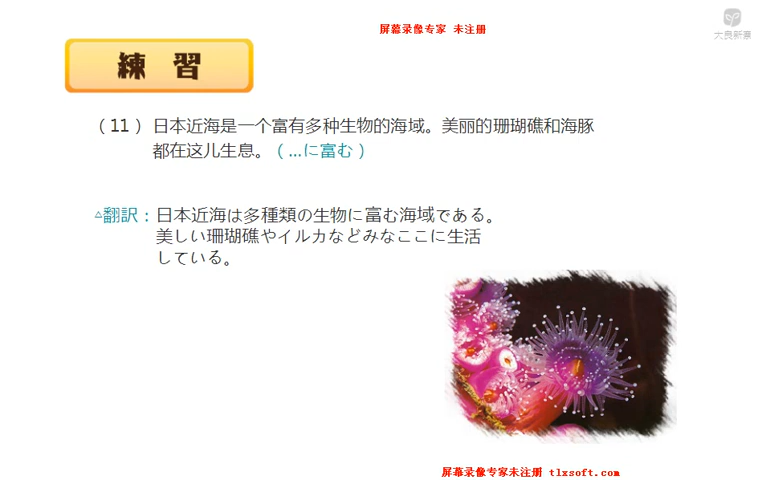 屏幕录像专家 未注册
大良新葉
練 習
（11）日本近海是一个富有多种生物的海域。美丽的珊瑚礁和海豚
都在这儿生息。（…に富む）
△翻訳：日本近海は多種類の生物に富む海域である。
美しい珊瑚礁やイルカなどみなここに生活
している。
屏幕录像专家未注册 tlxsoft.com